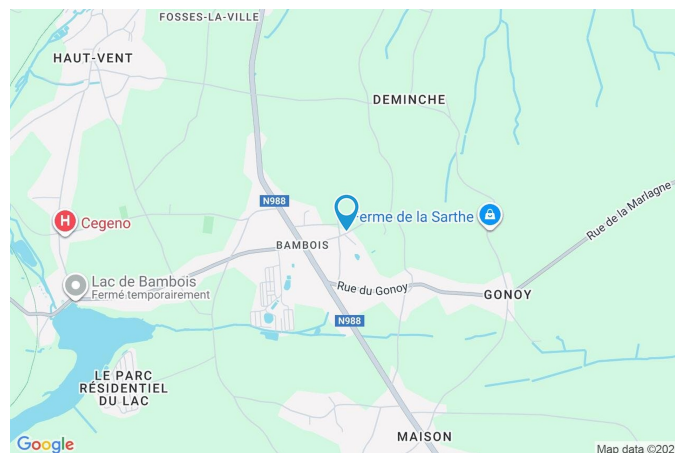 FOSSES-LA-VILLE
HAUT-VENT
DEMINCHE
N988
Ferme de la Sarthe
Rue de la Marlagne
H
Cegeno
BAMBOIS
Lac de Bambois
Fermé temporairement
Rue du Gonoy
GONOY
N988
LE PARC
RÉSIDENTIEL
DU LAC
MAISON
Google
Map data ©202